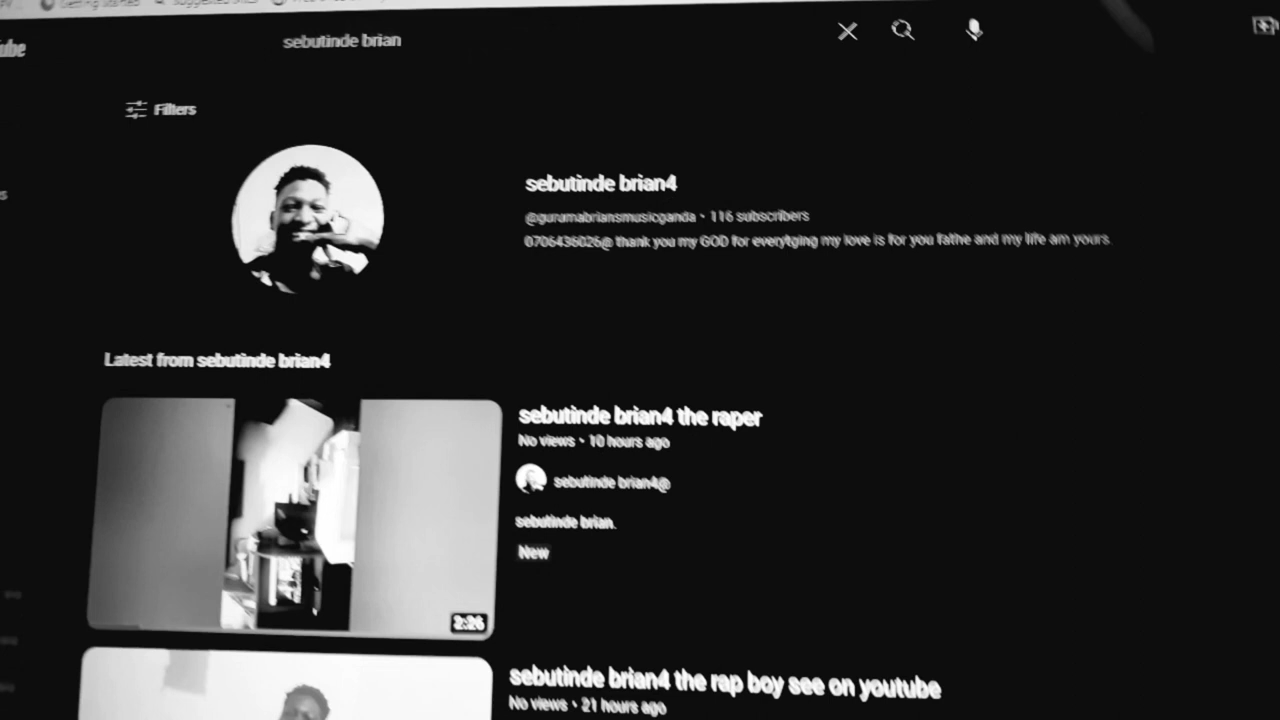 sebutinde brian
Filters
sebutinde brian4
@gurumabriansmusicganda • 116 subscribers
0706436026@ thank you my GOD for everytging my love is for you fathe and my life am yours.
Latest from sebutinde brian4
sebutinde brian4 the raper
No views • 10 hours ago
sebutinde brian4@
sebutinde brian.
New
2:26
sebutinde brian4 the rap boy see on youtube
No views • 21 hours ago